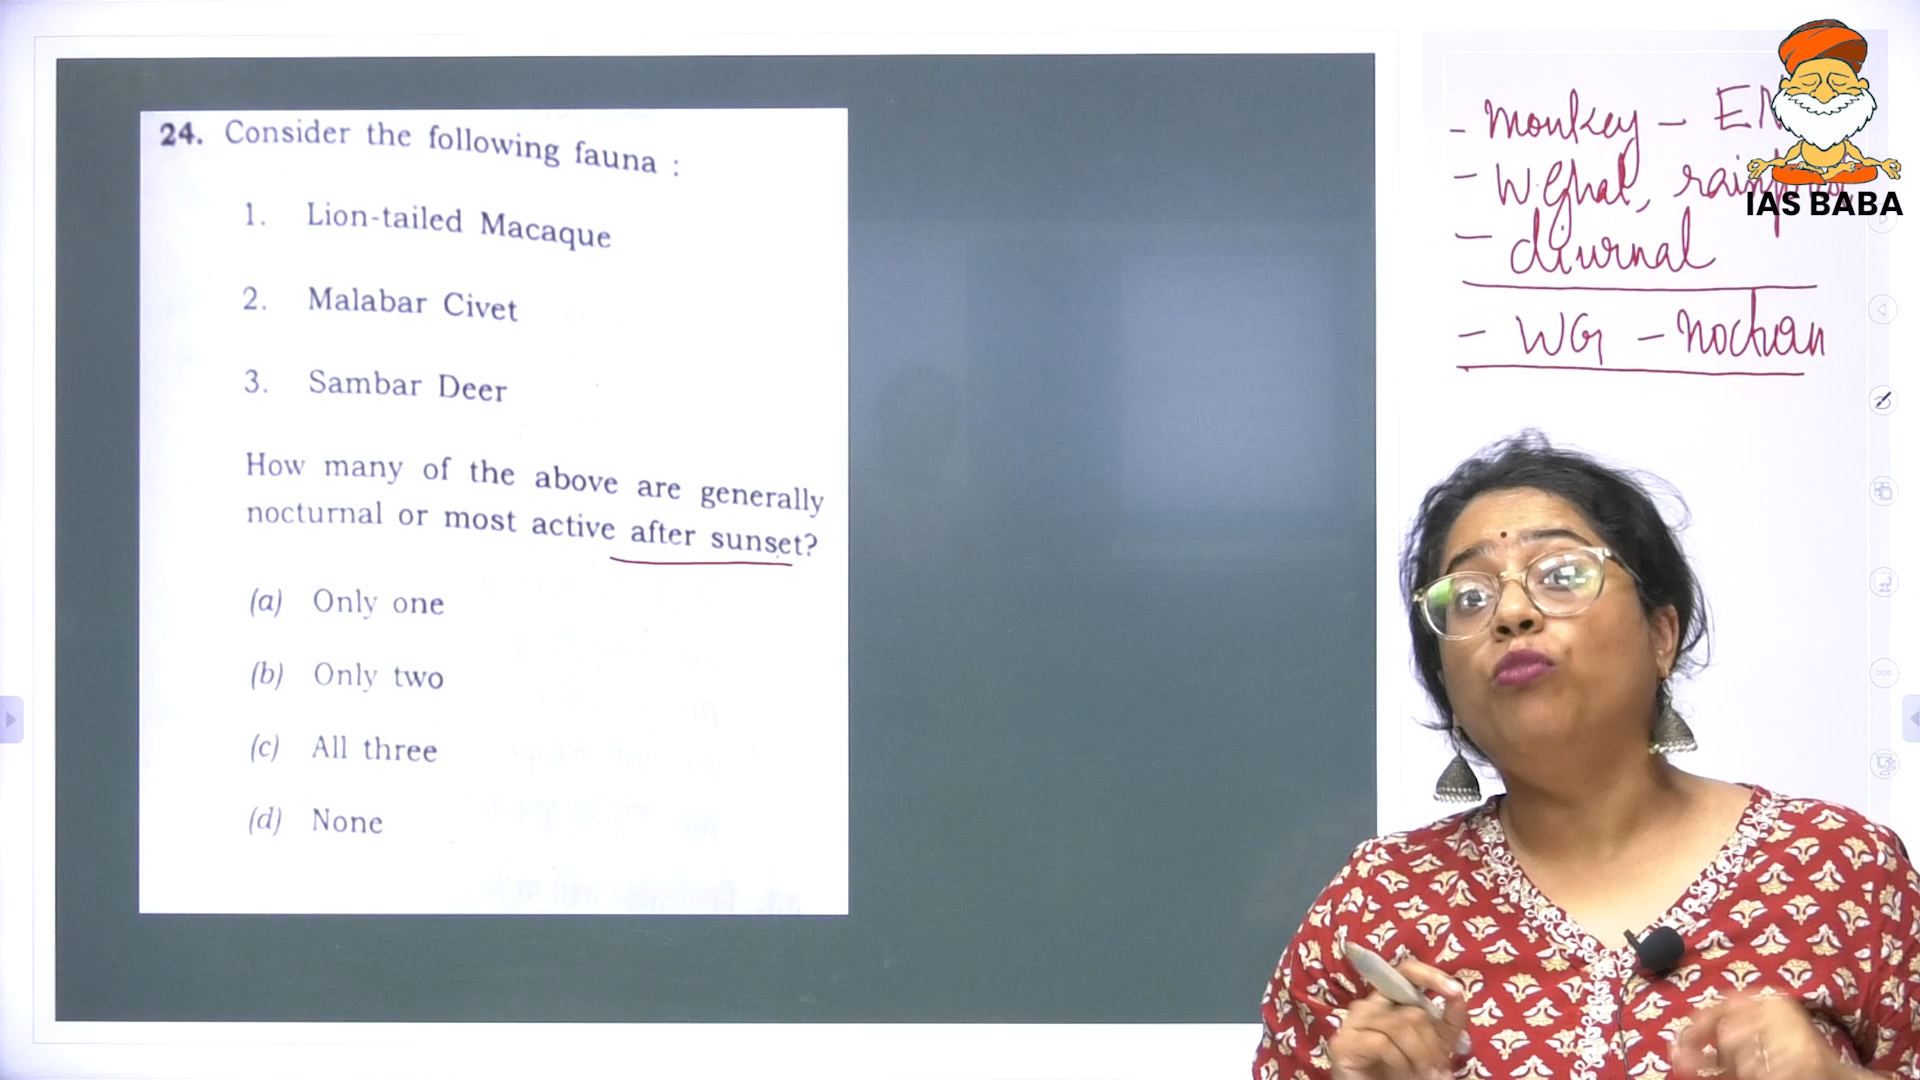 24. Consider the following fauna :
1. Lion-tailed Macaque
2. Malabar Civet
3. Sambar Deer
How many of the above are generally
nocturnal or most active after sunset?
(a) Only one
(b) Only two
(c) All three
(d) None
- Monkey - EN
- W. Ghat,
- diurnal
- WG -
IAS BABA